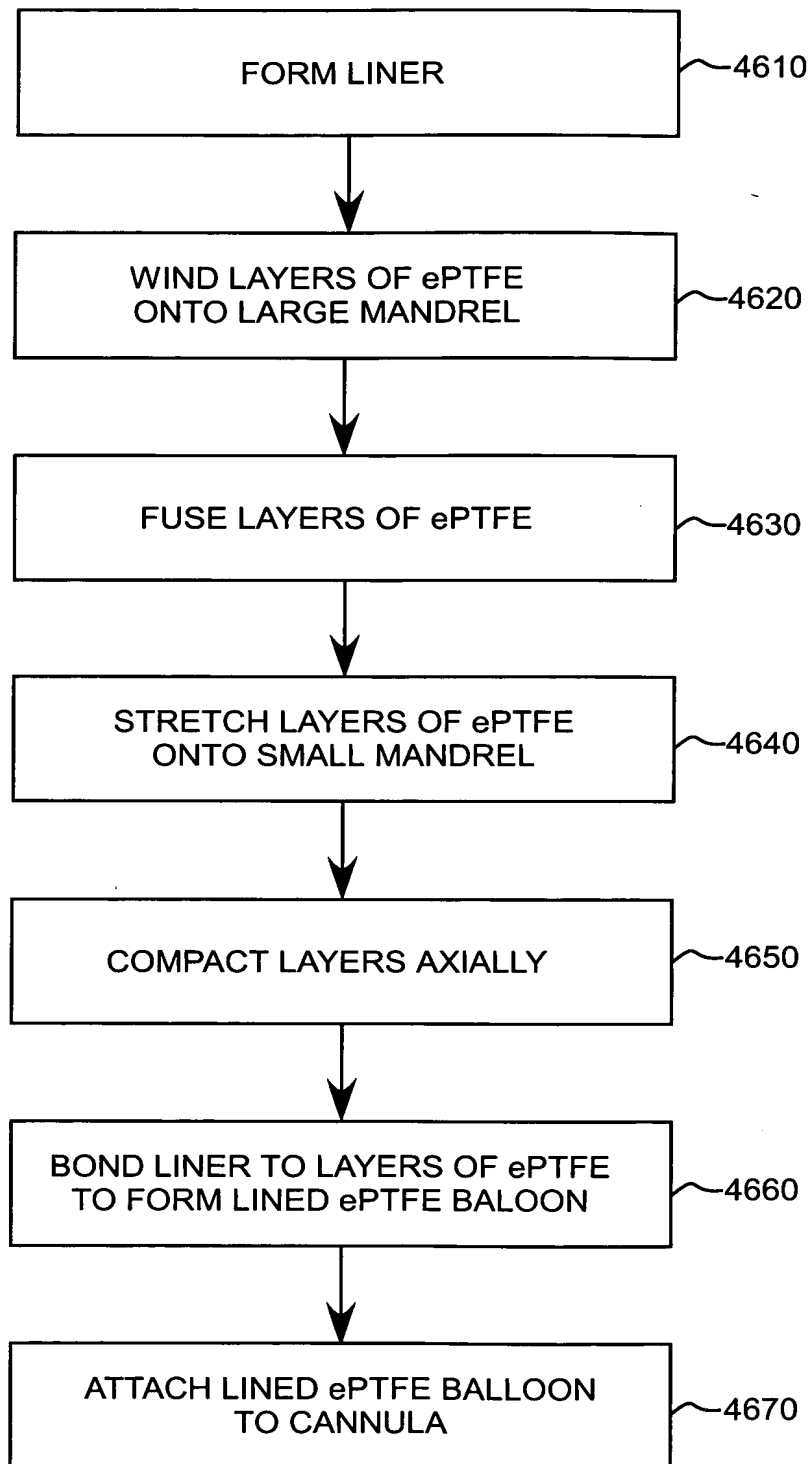 FORM LINER
4610
WIND LAYERS OF ePTFE
ONTO LARGE MANDREL
4620
FUSE LAYERS OF ePTFE
4630
STRETCH LAYERS OF ePTFE
ONTO SMALL MANDREL
4640
COMPACT LAYERS AXIALLY
4650
BOND LINER TO LAYERS OF ePTFE
TO FORM LINED ePTFE BALOON
4660
ATTACH LINED ePTFE BALLOON
TO CANNULA
4670